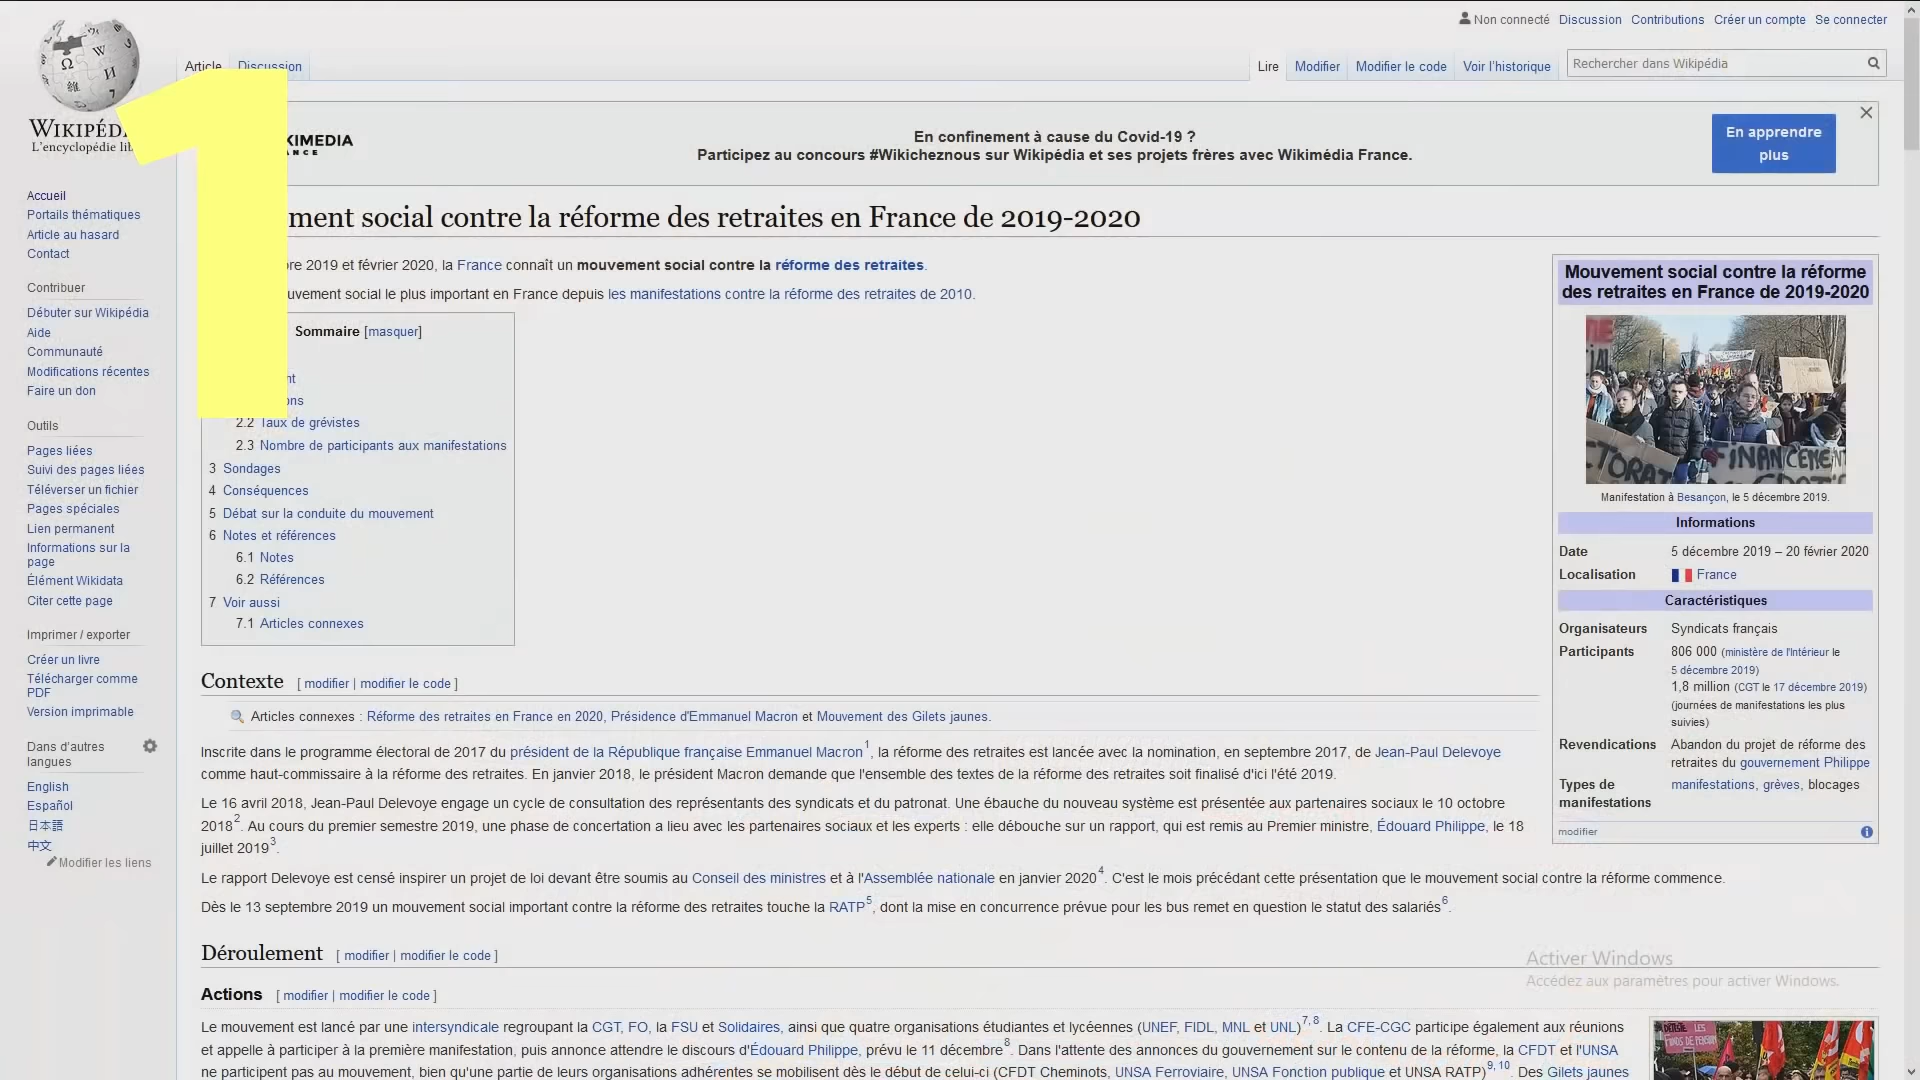 Non connecté Discussion Contributions Créer un compte Se connecter
Article Discussion Lire Modifier Modifier le code Voir l'historique Rechercher dans Wikipédia
L'encyclopédie
En confinement à cause du Covid-19 ?
Participez au concours #Wikicheznous sur Wikipédia et ses projets frères avec Wikimédia France.
En apprendre
plus
1
Accueil
Portails thématiques
Article au hasard
Contact
Contribuer
Débuter sur Wikipédia
Aide
Communauté
Modifications récentes
Faire un don
Outils
Pages liées
Suivi des pages liées
Téléverser un fichier
Pages spéciales
Lien permanent
Informations sur la
page
Élément Wikidata
Citer cette page
Imprimer / exporter
Créer un livre
Télécharger comme
PDF
Version imprimable
Dans d'autres
langues
English
Español
日本語
中文
Modifier les liens
social contre la réforme des retraites en France de 2019-2020
2019 et février 2020, la France connaît un mouvement social contre la réforme des retraites.
social le plus important en France depuis les manifestations contre la réforme des retraites de 2010.
Sommaire [masquer]
2.2 Taux de grévistes
2.3 Nombre de participants aux manifestations
3 Sondages
4 Conséquences
5 Débat sur la conduite du mouvement
6 Notes et références
6.1 Notes
6.2 Références
7 Voir aussi
7.1 Articles connexes
Mouvement social contre la réforme
des retraites en France de 2019-2020
FINANCEMENT
Manifestation à Besançon, le 5 décembre 2019.
Informations
Date 5 décembre 2019 – 20 février 2020
Localisation France
Caractéristiques
Organisateurs Syndicats français
Participants 806 000 (ministère de l'Intérieur le
5 décembre 2019)
1,8 million (CGT le 17 décembre 2019)
(journées de manifestations les plus
suivies)
Revendications Abandon du projet de réforme des
retraites du gouvernement Philippe
Types de manifestations, grèves, blocages
manifestations
modifier
Contexte [ modifier | modifier le code ]
Articles connexes : Réforme des retraites en France en 2020, Présidence d'Emmanuel Macron et Mouvement des Gilets jaunes.
Inscrite dans le programme électoral de 2017 du président de la République française Emmanuel Macron1, la réforme des retraites est lancée avec la nomination, en septembre 2017, de Jean-Paul Delevoye
comme haut-commissaire à la réforme des retraites. En janvier 2018, le président Macron demande que l'ensemble des textes de la réforme des retraites soit finalisé d'ici l'été 2019.
Le 16 avril 2018, Jean-Paul Delevoye engage un cycle de consultation des représentants des syndicats et du patronat. Une ébauche du nouveau système est présentée aux partenaires sociaux le 10 octobre
20182. Au cours du premier semestre 2019, une phase de concertation a lieu avec les partenaires sociaux et les experts : elle débouche sur un rapport, qui est remis au Premier ministre, Édouard Philippe, le 18
juillet 20193.
Le rapport Delevoye est censé inspirer un projet de loi devant être soumis au Conseil des ministres et à l'Assemblée nationale en janvier 20204. C'est le mois précédant cette présentation que le mouvement social contre la réforme commence.
Dès le 13 septembre 2019 un mouvement social important contre la réforme des retraites touche la RATP5, dont la mise en concurrence prévue pour les bus remet en question le statut des salariés6.
Déroulement [ modifier | modifier le code ]
Activer Windows
Accédez aux paramètres pour activer Windows.
Actions [ modifier | modifier le code ]
Le mouvement est lancé par une intersyndicale regroupant la CGT, FO, la FSU et Solidaires, ainsi que quatre organisations étudiantes et lycéennes (UNEF, FIDL, MNL et UNL)7, 8. La CFE-CGC participe également aux réunions
et appelle à participer à la première manifestation, puis annonce attendre le discours d'Édouard Philippe, prévu le 11 décembre8. Dans l'attente des annonces du gouvernement sur le contenu de la réforme, la CFDT et l'UNSA
ne participent pas au mouvement, bien qu'une partie de leurs organisations adhérentes se mobilisent dès le début de celui-ci (CFDT Cheminots, UNSA Ferroviaire, UNSA Fonction publique et UNSA RATP)9, 10. Des Gilets jaunes